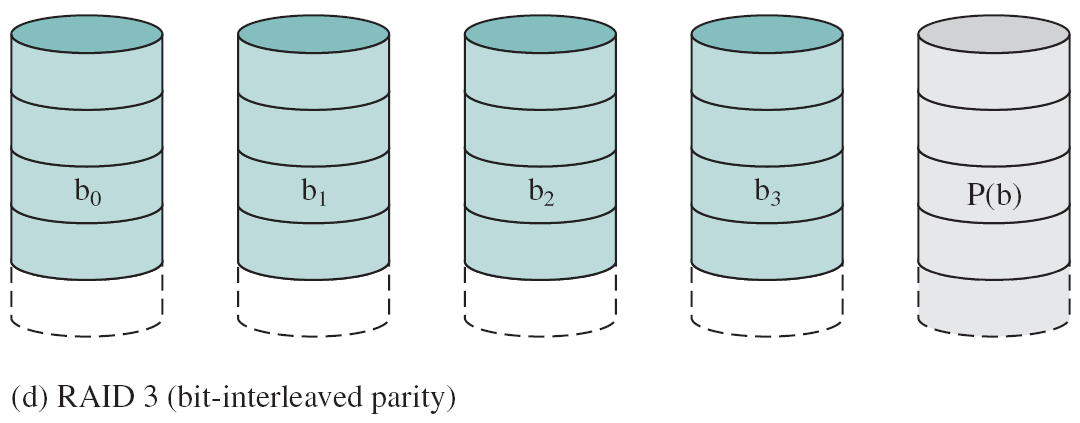 b₀ b₁ b₂ b₃ P(b)
(d) RAID 3 (bit-interleaved parity)